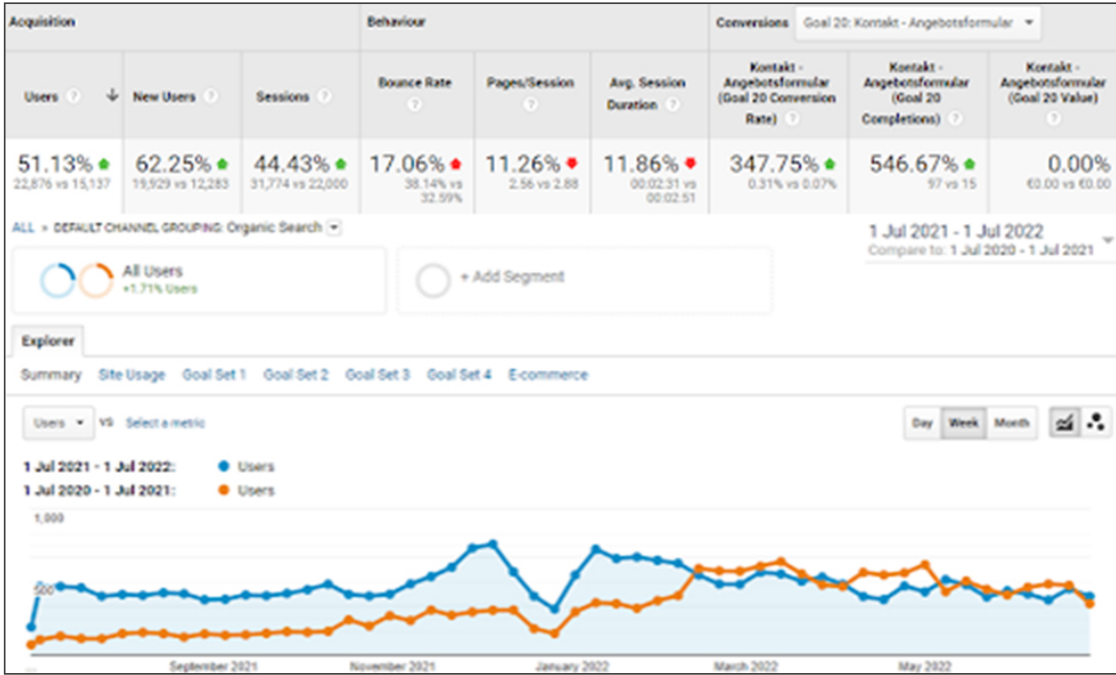 Acquisition Behaviour Conversions Goal 20: Kontakt - Angebotsformular
Users ? New Users ? Sessions ? Bounce Rate ? Pages/Session ? Avg. Session Duration ? Kontakt - Angebotsformular (Goal 20 Conversion Rate) ? Kontakt - Angebotsformular (Goal 20 Completions) ? Kontakt - Angebotsformular (Goal 20 Value) ?
51.13% 62.25% 44.43% 17.06% 11.26% 11.86% 347.75% 546.67% 0.00%
22,876 vs 15,137 19,929 vs 12,283 31,774 vs 22,000 38.14% vs 32.59% 2.56 vs 2.88 00:02:31 vs 00:02:51 0.31% vs 0.07% 97 vs 15 €0.00 vs €0.00
ALL » DEFAULT CHANNEL GROUPING: Organic Search
1 Jul 2021 - 1 Jul 2022
Compare to: 1 Jul 2020 - 1 Jul 2021
All Users
+1.71% Users
+ Add Segment
Explorer
Summary Site Usage Goal Set 1 Goal Set 2 Goal Set 3 Goal Set 4 E-commerce
Users VS Select a metric Day Week Month
1 Jul 2021 - 1 Jul 2022: Users
1 Jul 2020 - 1 Jul 2021: Users
1,000
500
September 2021 November 2021 January 2022 March 2022 May 2022